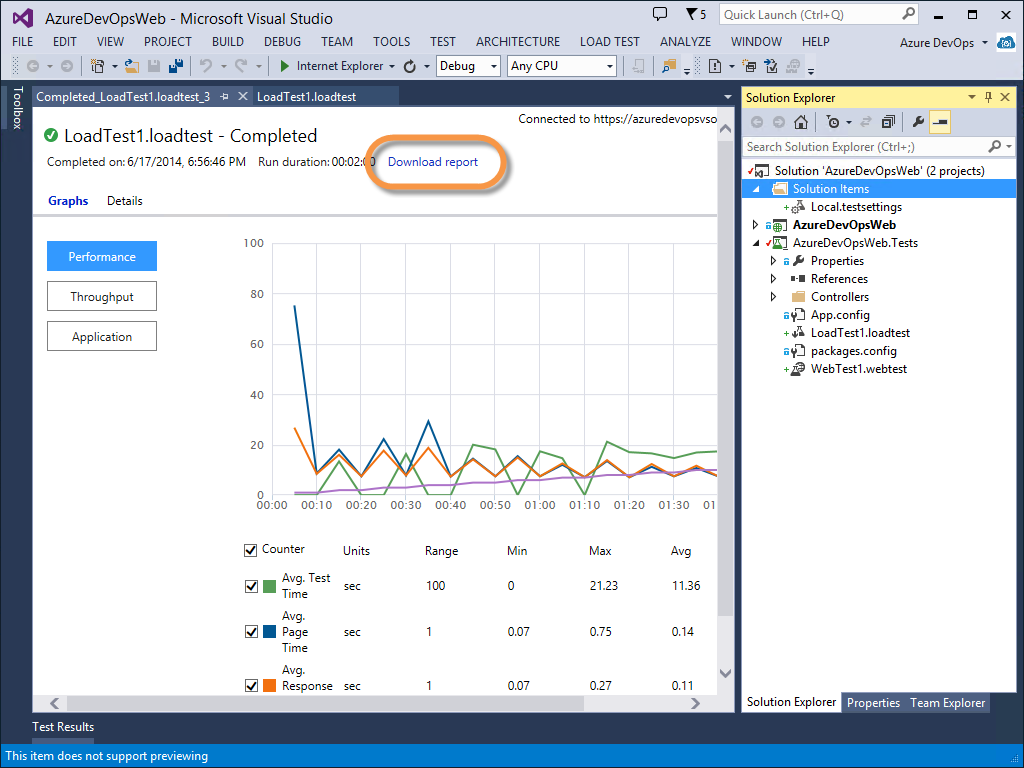 AzureDevOpsWeb - Microsoft Visual Studio
5
Quick Launch (Ctrl+Q)
FILE EDIT VIEW PROJECT BUILD DEBUG TEAM TOOLS TEST ARCHITECTURE LOAD TEST ANALYZE WINDOW HELP Azure DevOps
Internet Explorer Debug Any CPU
Toolbox
Completed_LoadTest1.loadtest_3 LoadTest1.loadtest
Connected to https://azuredevopsvso
LoadTest1.loadtest - Completed
Completed on: 6/17/2014, 6:56:46 PM Run duration: 00:02:00 Download report
Graphs Details
Performance
Throughput
Application
100
80
60
40
20
0
00:00 00:10 00:20 00:30 00:40 00:50 01:00 01:10 01:20 01:30 01
Counter Units Range Min Max Avg
Avg. Test Time sec 100 0 21.23 11.36
Avg. Page Time sec 1 0.07 0.75 0.14
Avg. Response sec 1 0.07 0.27 0.11
Solution Explorer
Search Solution Explorer (Ctrl+;)
Solution 'AzureDevOpsWeb' (2 projects)
Solution Items
Local.testsettings
AzureDevOpsWeb
AzureDevOpsWeb.Tests
Properties
References
Controllers
App.config
LoadTest1.loadtest
packages.config
WebTest1.webtest
Solution Explorer Properties Team Explorer
Test Results
This item does not support previewing